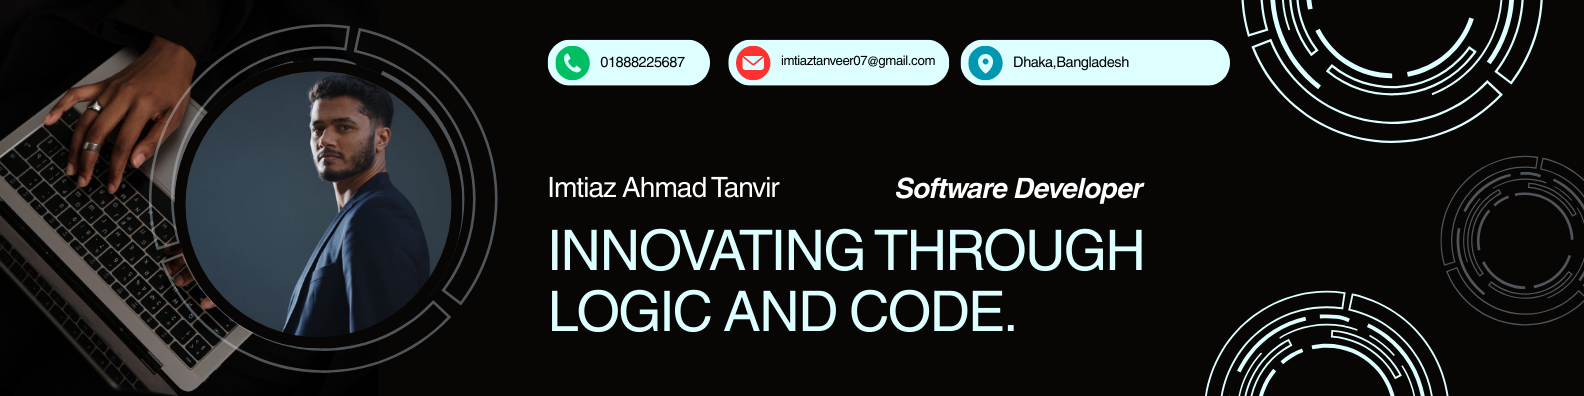 01888225687
imtiaztanveer07@gmail.com
Dhaka,Bangladesh
Imtiaz Ahmad Tanvir
Software Developer
INNOVATING THROUGH
LOGIC AND CODE.